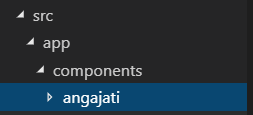 src
app
components
angajati